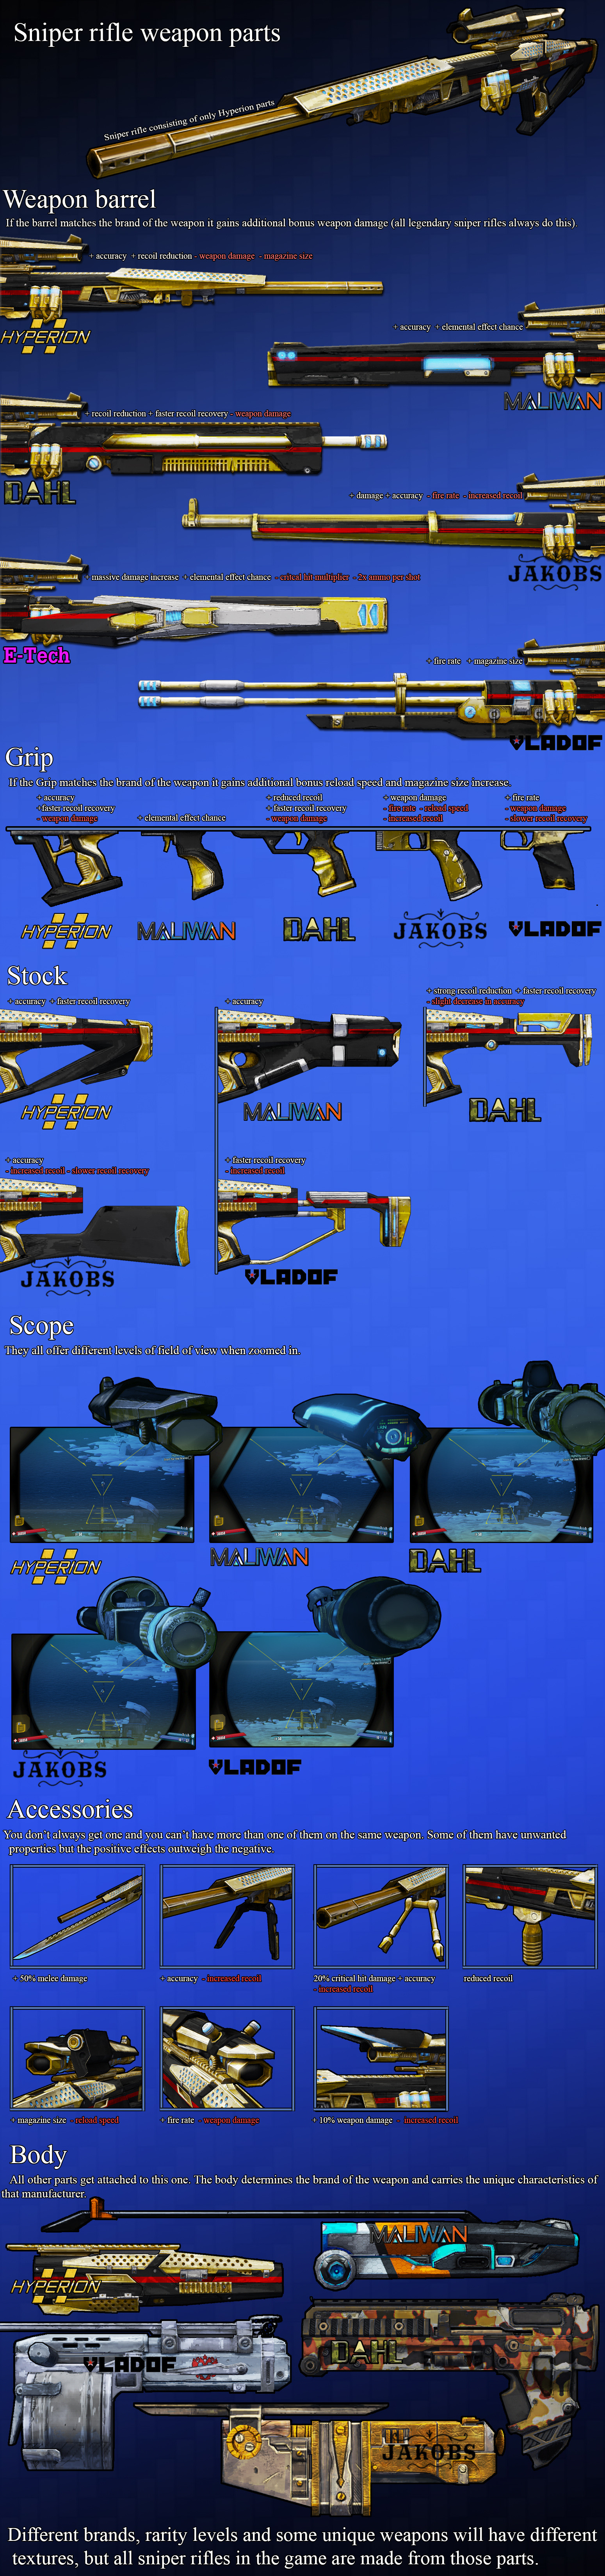 Sniper rifle weapon parts
Sniper rifle consisting of only Hyperion parts
Weapon barrel
If the barrel matches the brand of the weapon it gains additional bonus weapon damage (all legendary sniper rifles always do this).
+ accuracy + recoil reduction - weapon damage - magazine size
HYPERION
+ accuracy + elemental effect chance
MALIWAN
+ recoil reduction + faster recoil recovery - weapon damage
DAHL
+ damage + accuracy - fire rate - increased recoil
JAKOBS
+ massive damage increase + elemental effect chance - critcal hit multiplier - 2x ammo per shot
E-Tech
+ fire rate + magazine size
VLADOF
Grip
If the Grip matches the brand of the weapon it gains additional bonus reload speed and magazine size increase.
+ accuracy
+faster recoil recovery
- weapon damage
+ elemental effect chance
+ reduced recoil
+ faster recoil recovery
- weapon damage
+ weapon damage
- fire rate - reload speed
- increased recoil
+ fire rate
- weapon damage
- slower recoil recovery
HYPERION
MALIWAN
DAHL
JAKOBS
VLADOF
Stock
+ accuracy + faster recoil recovery
+ accuracy
+ strong recoil reduction + faster recoil recovery
- slight decrease in accuracy
HYPERION
MALIWAN
DAHL
+ accuracy
- increased recoil - slower recoil recovery
+ faster recoil recovery
- increased recoil
JAKOBS
VLADOF
Scope
They all offer different levels of field of view when zoomed in.
HYPERION
MALIWAN
DAHL
JAKOBS
VLADOF
Accessories
You don't always get one and you can't have more than one of them on the same weapon. Some of them have unwanted
properties but the positive effects outweigh the negative.
+ 50% melee damage
+ accuracy - increased recoil
20% critical hit damage + accuracy
- increased recoil
reduced recoil
+ magazine size - reload speed
+ fire rate - weapon damage
+ 10% weapon damage - increased recoil
Body
All other parts get attached to this one. The body determines the brand of the weapon and carries the unique characteristics of
that manufacturer.
MALIWAN
HYPERION
VLADOF
DAHL
JAKOBS
Different brands, rarity levels and some unique weapons will have different
textures, but all sniper rifles in the game are made from those parts.